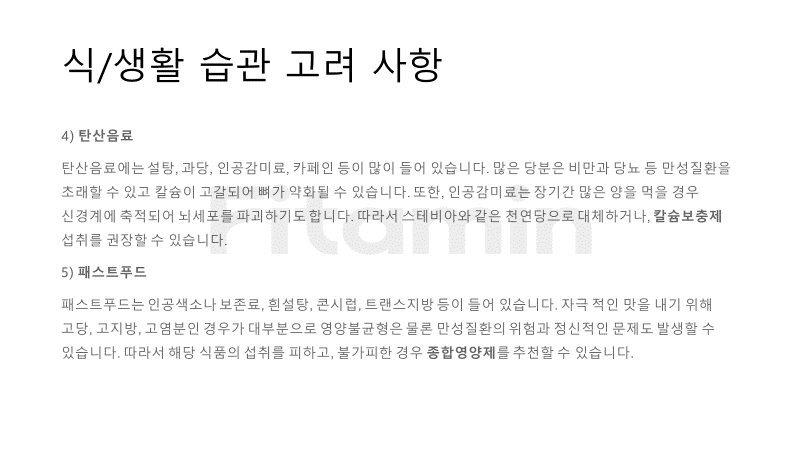 식/생활 습관 고려 사항
4) 탄산음료
탄산음료에는 설탕, 과당, 인공감미료, 카페인 등이 많이 들어 있습니다. 많은 당분은 비만과 당뇨 등 만성질환을
초래할 수 있고 칼슘이 고갈되어 뼈가 약화될 수 있습니다. 또한, 인공감미료는 장기간 많은 양을 먹을 경우
신경계에 축적되어 뇌세포를 파괴하기도 합니다. 따라서 스테비아와 같은 천연당으로 대체하거나, 칼슘보충제
섭취를 권장할 수 있습니다.
Fitamin
5) 패스트푸드
패스트푸드는 인공색소나 보존료, 흰설탕, 콘시럽, 트랜스지방 등이 들어 있습니다. 자극 적인 맛을 내기 위해
고당, 고지방, 고염분인 경우가 대부분으로 영양불균형은 물론 만성질환의 위험과 정신적인 문제도 발생할 수
있습니다. 따라서 해당 식품의 섭취를 피하고, 불가피한 경우 종합영양제를 추천할 수 있습니다.